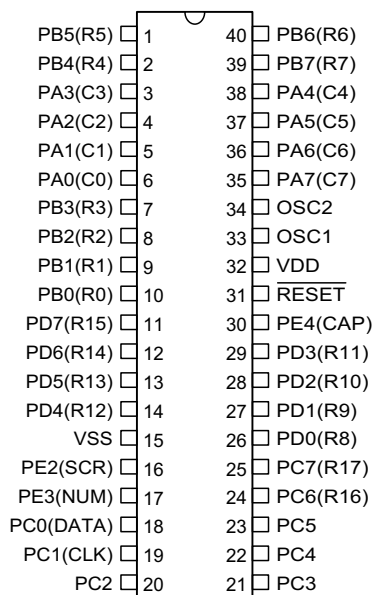 PB5(R5) 1 40 PB6(R6)
PB4(R4) 2 39 PB7(R7)
PA3(C3) 3 38 PA4(C4)
PA2(C2) 4 37 PA5(C5)
PA1(C1) 5 36 PA6(C6)
PA0(C0) 6 35 PA7(C7)
PB3(R3) 7 34 OSC2
PB2(R2) 8 33 OSC1
PB1(R1) 9 32 VDD
PB0(R0) 10 31 RESET
PD7(R15) 11 30 PE4(CAP)
PD6(R14) 12 29 PD3(R11)
PD5(R13) 13 28 PD2(R10)
PD4(R12) 14 27 PD1(R9)
VSS 15 26 PD0(R8)
PE2(SCR) 16 25 PC7(R17)
PE3(NUM) 17 24 PC6(R16)
PC0(DATA) 18 23 PC5
PC1(CLK) 19 22 PC4
PC2 20 21 PC3